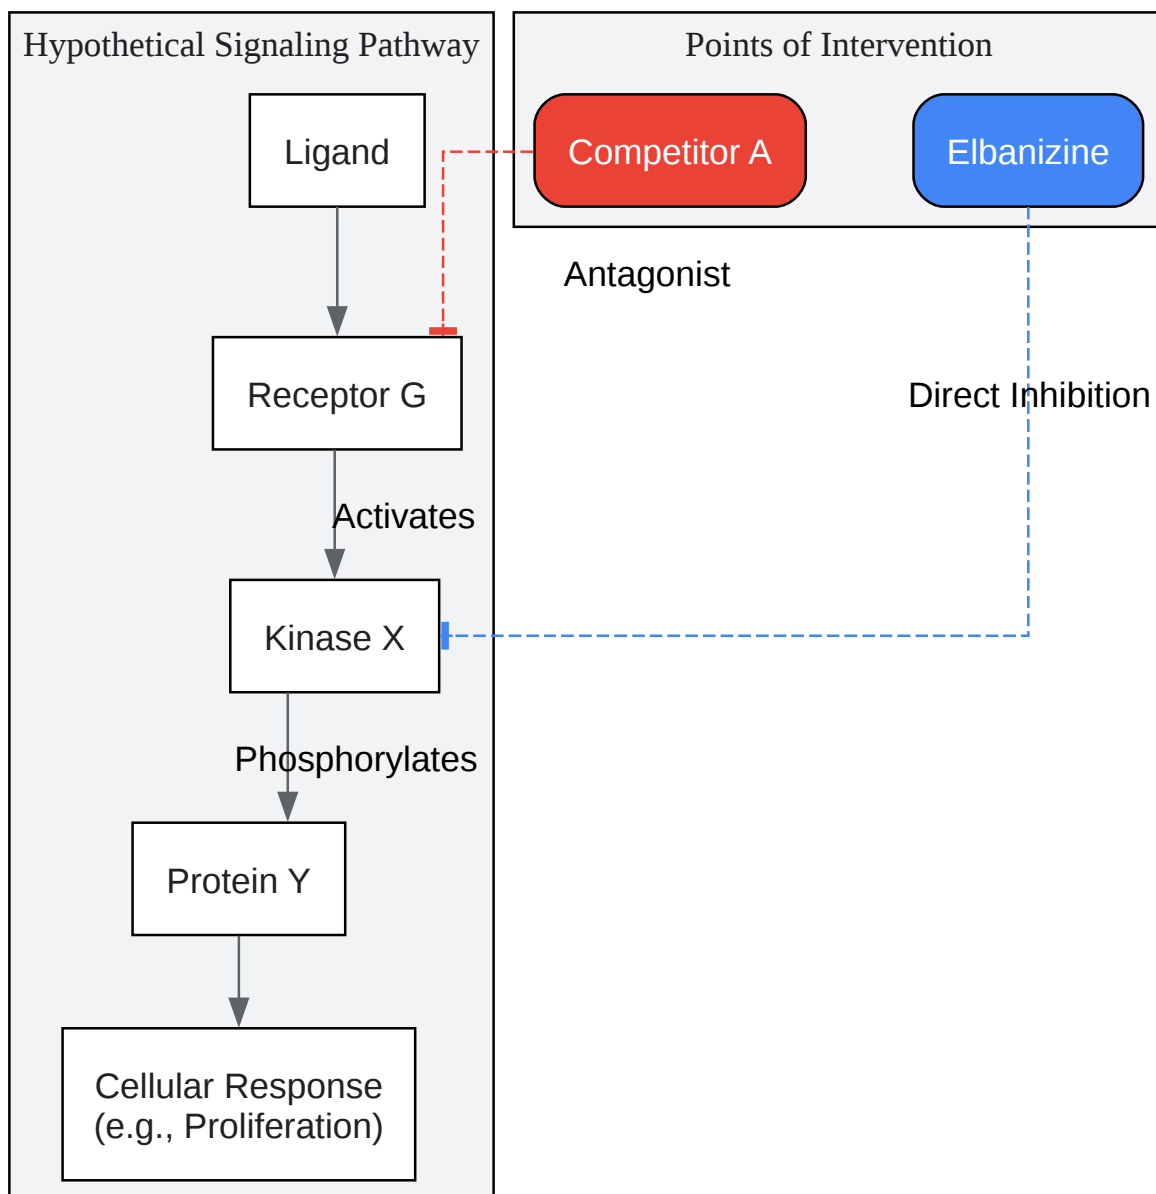 Hypothetical Signaling Pathway
Points of Intervention
Ligand
Competitor A
Elbanizine
Antagonist
Receptor G
Direct Inhibition
Activates
Kinase X
Phosphorylates
Protein Y
Cellular Response
(e.g., Proliferation)